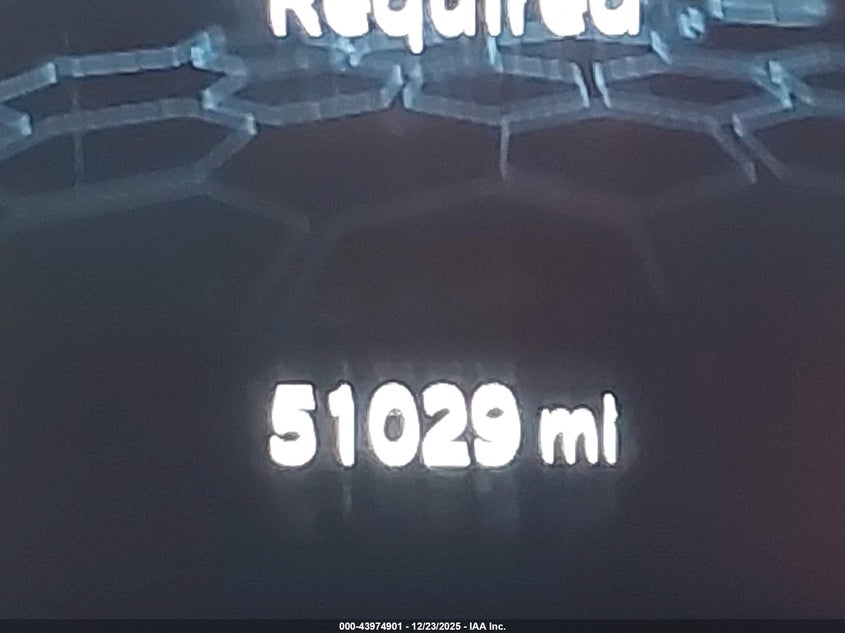 Required
51029 mi
000-43974901 - 12/23/2025 - IAA Inc.